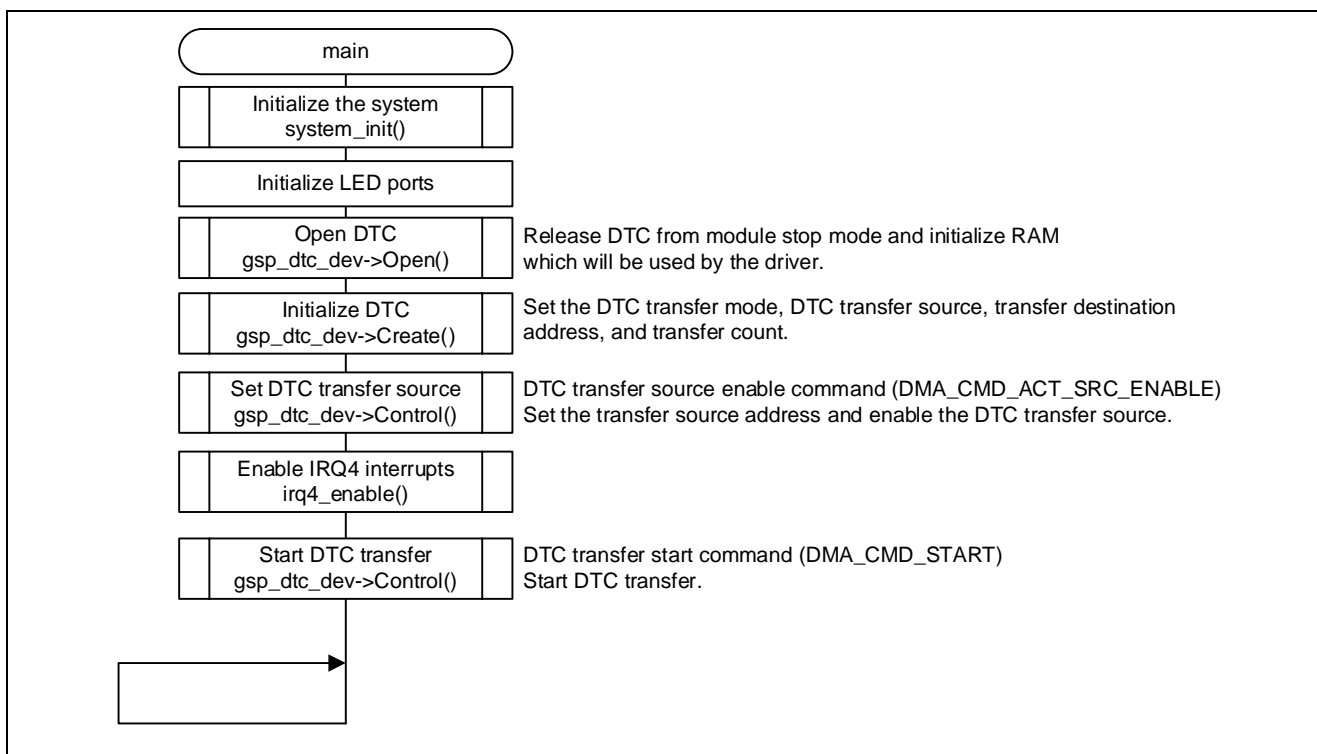 main
Initialize the system
system_init()
Initialize LED ports
Open DTC
gsp_dtc_dev->Open()
Release DTC from module stop mode and initialize RAM
which will be used by the driver.
Initialize DTC
gsp_dtc_dev->Create()
Set the DTC transfer mode, DTC transfer source, transfer destination
address, and transfer count.
Set DTC transfer source
gsp_dtc_dev->Control()
DTC transfer source enable command (DMA_CMD_ACT_SRC_ENABLE)
Set the transfer source address and enable the DTC transfer source.
Enable IRQ4 interrupts
irq4_enable()
Start DTC transfer
gsp_dtc_dev->Control()
DTC transfer start command (DMA_CMD_START)
Start DTC transfer.